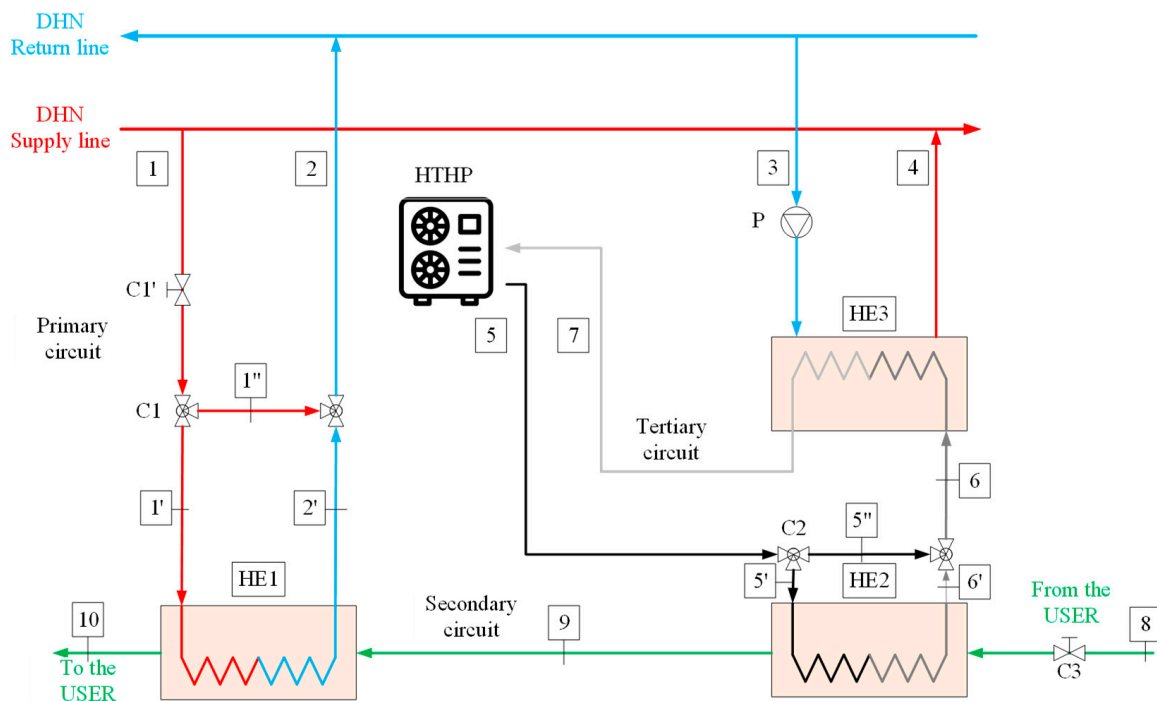 DHN
Return line
DHN
Supply line
1
2
HTHP
3
4
P
C1'
HE3
Primary
circuit
5
7
1"
C1
Tertiary
circuit
6
1'
2'
C2
5"
5'
HE2
6'
HE1
From the
USER
10
Secondary
circuit
9
8
To the
USER
C3